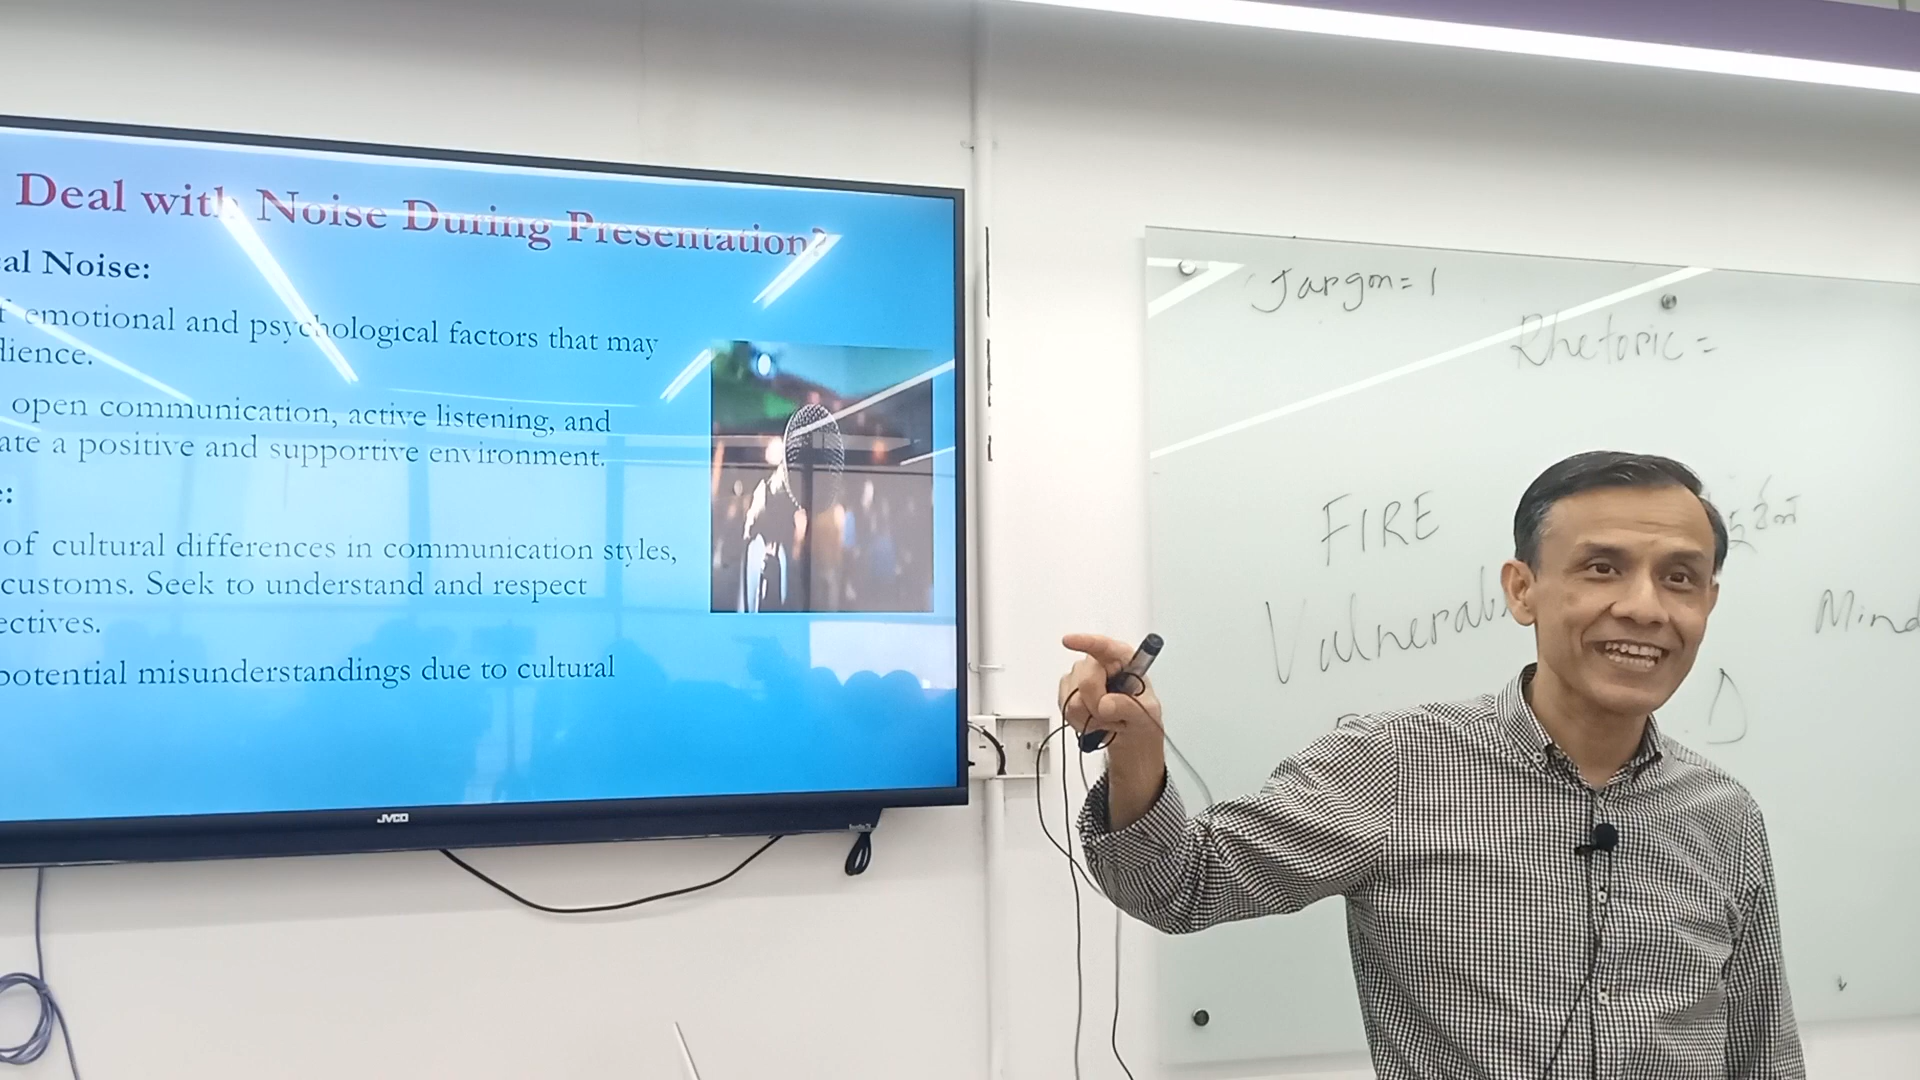 Deal with Noise During Presentation?
al Noise:
emotional and psychological factors that may
dience.
open communication, active listening, and
ate a positive and supportive environment.
e:
of cultural differences in communication styles,
customs. Seek to understand and respect
ectives.
potential misunderstandings due to cultural
JVCO
Jargon = 1
Rhetoric =
FIRE
Vulnerab
Mind
D